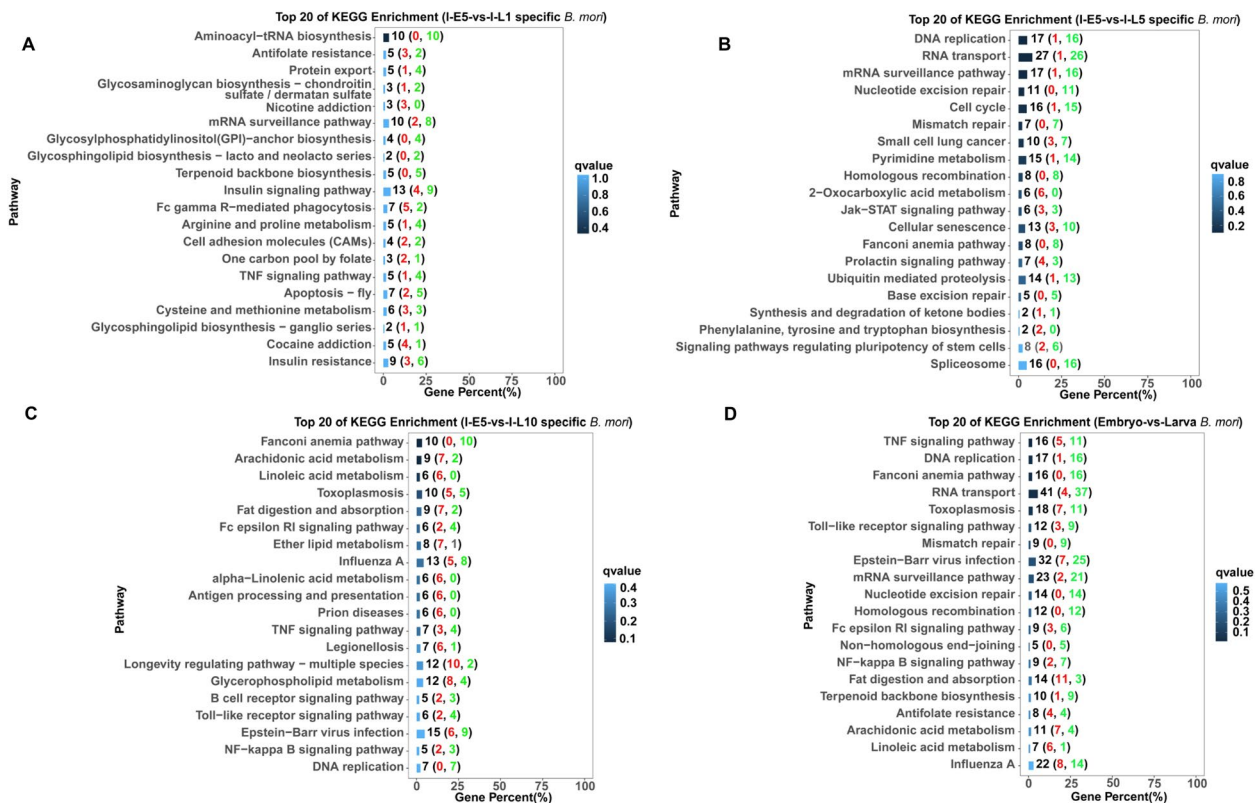 Top 20 of KEGG Enrichment (I-E5-vs-I-L1 specific B. mori)
A
Pathway
Aminoacyl−tRNA biosynthesis 10 (0, 10)
Antifolate resistance 5 (3, 2)
Protein export 5 (1, 4)
Glycosaminoglycan biosynthesis − chondroitin
sulfate / dermatan sulfate 3 (1, 2)
Nicotine addiction 3 (3, 0)
mRNA surveillance pathway 10 (2, 8)
Glycosylphosphatidylinositol(GPI)−anchor biosynthesis 4 (0, 4)
Glycosphingolipid biosynthesis − lacto and neolacto series 2 (0, 2)
Terpenoid backbone biosynthesis 5 (0, 5)
Insulin signaling pathway 13 (4, 9)
Fc gamma R−mediated phagocytosis 7 (5, 2)
Arginine and proline metabolism 5 (1, 4)
Cell adhesion molecules (CAMs) 4 (2, 2)
One carbon pool by folate 3 (2, 1)
TNF signaling pathway 5 (1, 4)
Apoptosis − fly 7 (2, 5)
Cysteine and methionine metabolism 6 (3, 3)
Glycosphingolipid biosynthesis − ganglio series 2 (1, 1)
Cocaine addiction 5 (4, 1)
Insulin resistance 9 (3, 6)
0 25 50 75 100
Gene Percent(%)
qvalue
1.0
0.8
0.6
0.4
Top 20 of KEGG Enrichment (I-E5-vs-I-L5 specific B. mori)
B
Pathway
DNA replication 17 (1, 16)
RNA transport 27 (1, 26)
mRNA surveillance pathway 17 (1, 16)
Nucleotide excision repair 11 (0, 11)
Cell cycle 16 (1, 15)
Mismatch repair 7 (0, 7)
Small cell lung cancer 10 (3, 7)
Pyrimidine metabolism 15 (1, 14)
Homologous recombination 8 (0, 8)
2−Oxocarboxylic acid metabolism 6 (6, 0)
Jak−STAT signaling pathway 6 (3, 3)
Cellular senescence 13 (3, 10)
Fanconi anemia pathway 8 (0, 8)
Prolactin signaling pathway 7 (4, 3)
Ubiquitin mediated proteolysis 14 (1, 13)
Base excision repair 5 (0, 5)
Synthesis and degradation of ketone bodies 2 (1, 1)
Phenylalanine, tyrosine and tryptophan biosynthesis 2 (2, 0)
Signaling pathways regulating pluripotency of stem cells 8 (2, 6)
Spliceosome 16 (0, 16)
0 25 50 75 100
Gene Percent(%)
qvalue
0.8
0.6
0.4
0.2
Top 20 of KEGG Enrichment (I-E5-vs-I-L10 specific B. mori)
C
Pathway
Fanconi anemia pathway 10 (0, 10)
Arachidonic acid metabolism 9 (7, 2)
Linoleic acid metabolism 6 (6, 0)
Toxoplasmosis 10 (5, 5)
Fat digestion and absorption 9 (7, 2)
Fc epsilon RI signaling pathway 6 (2, 4)
Ether lipid metabolism 8 (7, 1)
Influenza A 13 (5, 8)
alpha−Linolenic acid metabolism 6 (6, 0)
Antigen processing and presentation 6 (6, 0)
Prion diseases 6 (6, 0)
TNF signaling pathway 7 (3, 4)
Legionellosis 7 (6, 1)
Longevity regulating pathway − multiple species 12 (10, 2)
Glycerophospholipid metabolism 12 (8, 4)
B cell receptor signaling pathway 5 (2, 3)
Toll−like receptor signaling pathway 6 (2, 4)
Epstein−Barr virus infection 15 (6, 9)
NF−kappa B signaling pathway 5 (2, 3)
DNA replication 7 (0, 7)
0 25 50 75 100
Gene Percent(%)
qvalue
0.4
0.3
0.2
0.1
Top 20 of KEGG Enrichment (Embryo-vs-Larva B. mori)
D
Pathway
TNF signaling pathway 16 (5, 11)
DNA replication 17 (1, 16)
Fanconi anemia pathway 16 (0, 16)
RNA transport 41 (4, 37)
Toxoplasmosis 18 (7, 11)
Toll−like receptor signaling pathway 12 (3, 9)
Mismatch repair 9 (0, 9)
Epstein−Barr virus infection 32 (7, 25)
mRNA surveillance pathway 23 (2, 21)
Nucleotide excision repair 14 (0, 14)
Homologous recombination 12 (0, 12)
Fc epsilon RI signaling pathway 9 (3, 6)
Non−homologous end−joining 5 (0, 5)
NF−kappa B signaling pathway 9 (2, 7)
Fat digestion and absorption 14 (11, 3)
Terpenoid backbone biosynthesis 10 (1, 9)
Antifolate resistance 8 (4, 4)
Arachidonic acid metabolism 11 (7, 4)
Linoleic acid metabolism 7 (6, 1)
Influenza A 22 (8, 14)
0 25 50 75 100
Gene Percent(%)
qvalue
0.5
0.4
0.3
0.2
0.1